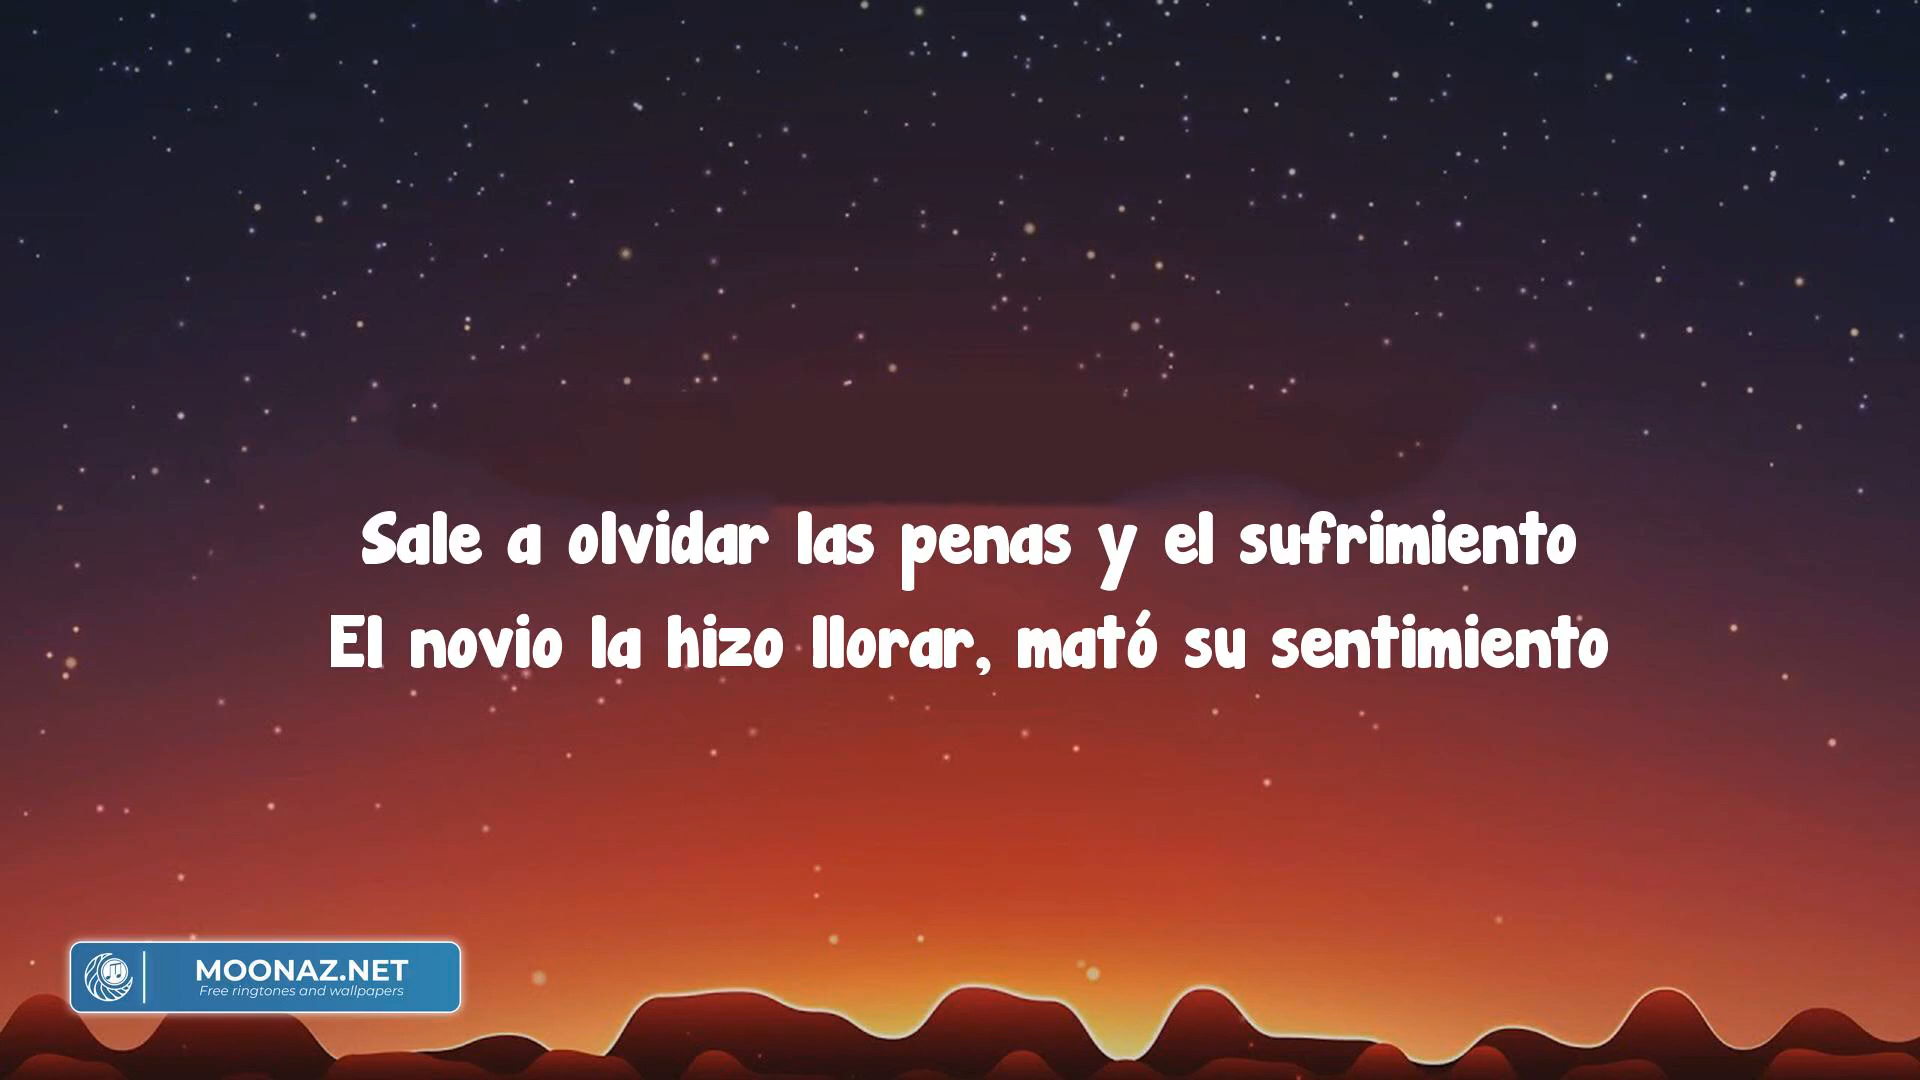 Sale a olvidar las penas y el sufrimiento
El novio la hizo llorar, mató su sentimiento
MOONAZ.NET
Free ringtones and wallpapers